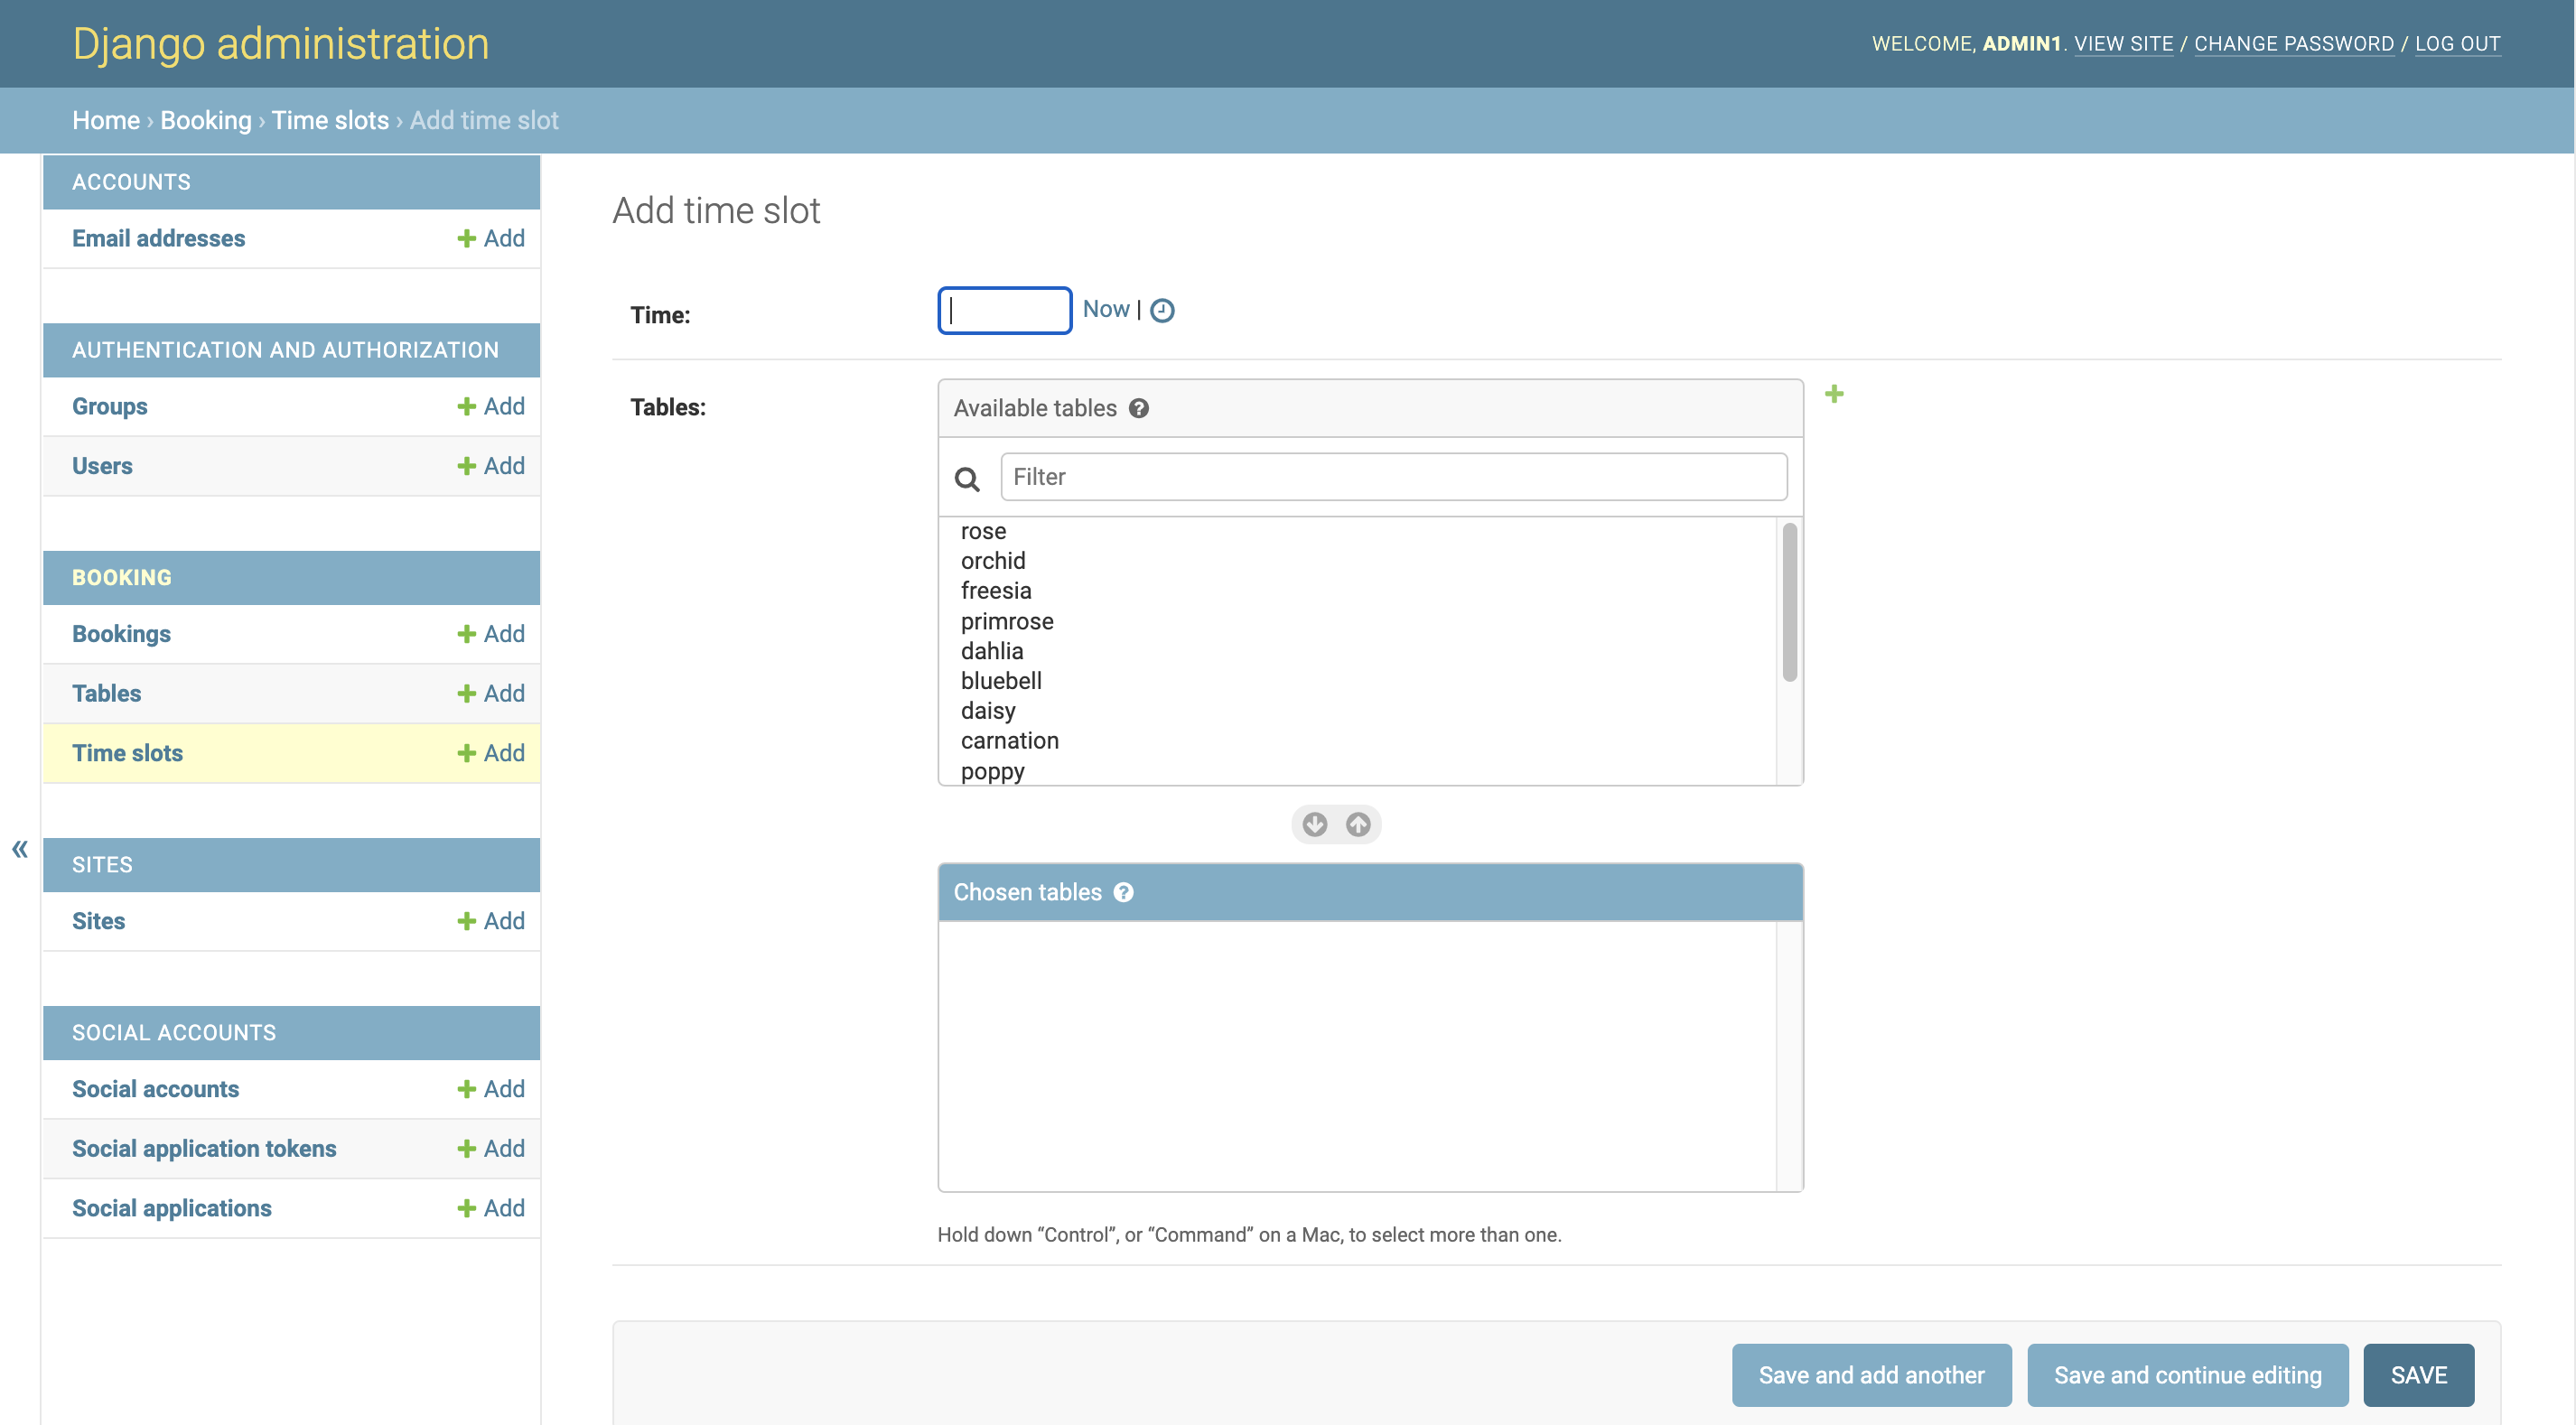 Django administration
WELCOME, ADMIN1. VIEW SITE / CHANGE PASSWORD / LOG OUT
Home › Booking › Time slots › Add time slot
ACCOUNTS
Email addresses
Add
AUTHENTICATION AND AUTHORIZATION
Groups
Add
Users
Add
BOOKING
Bookings
Add
Tables
Add
Time slots
Add
SITES
Sites
Add
SOCIAL ACCOUNTS
Social accounts
Add
Social application tokens
Add
Social applications
Add
«
Add time slot
Time:
Now |
Tables:
Available tables ?
Filter
rose
orchid
freesia
primrose
dahlia
bluebell
daisy
carnation
poppy
Chosen tables ?
Hold down “Control”, or “Command” on a Mac, to select more than one.
Save and add another
Save and continue editing
SAVE